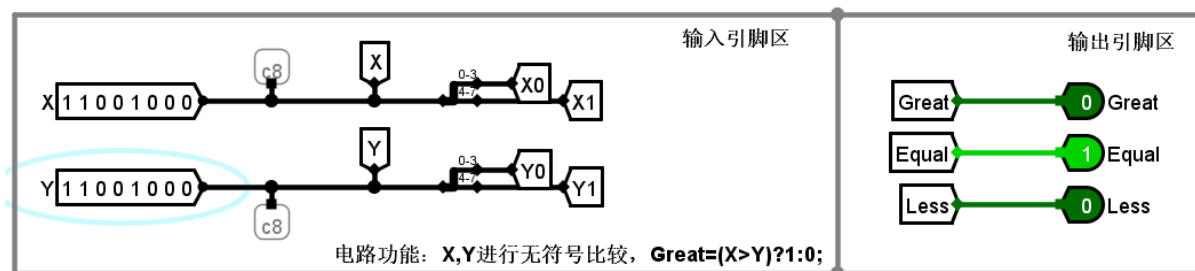 输入引脚区
输出引脚区
c8
X
0-3
4-7
X0
X1
X 1 1 0 0 1 0 0 0
Great
0 Great
Y
0-3
4-7
Y0
Y1
Y 1 1 0 0 1 0 0 0
c8
Equal
1 Equal
Less
0 Less
电路功能：X,Y进行无符号比较，Great=(X>Y)?1:0;